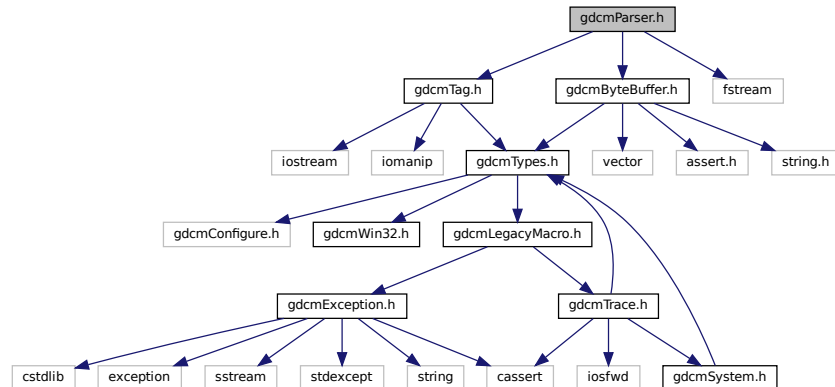 gdcmParser.h
gdcmTag.h
gdcmByteBuffer.h
fstream
iostream
iomanip
gdcmTypes.h
vector
assert.h
string.h
gdcmConfigure.h
gdcmWin32.h
gdcmLegacyMacro.h
gdcmException.h
gdcmTrace.h
cstdlib
exception
sstream
stdexcept
string
cassert
iosfwd
gdcmSystem.h